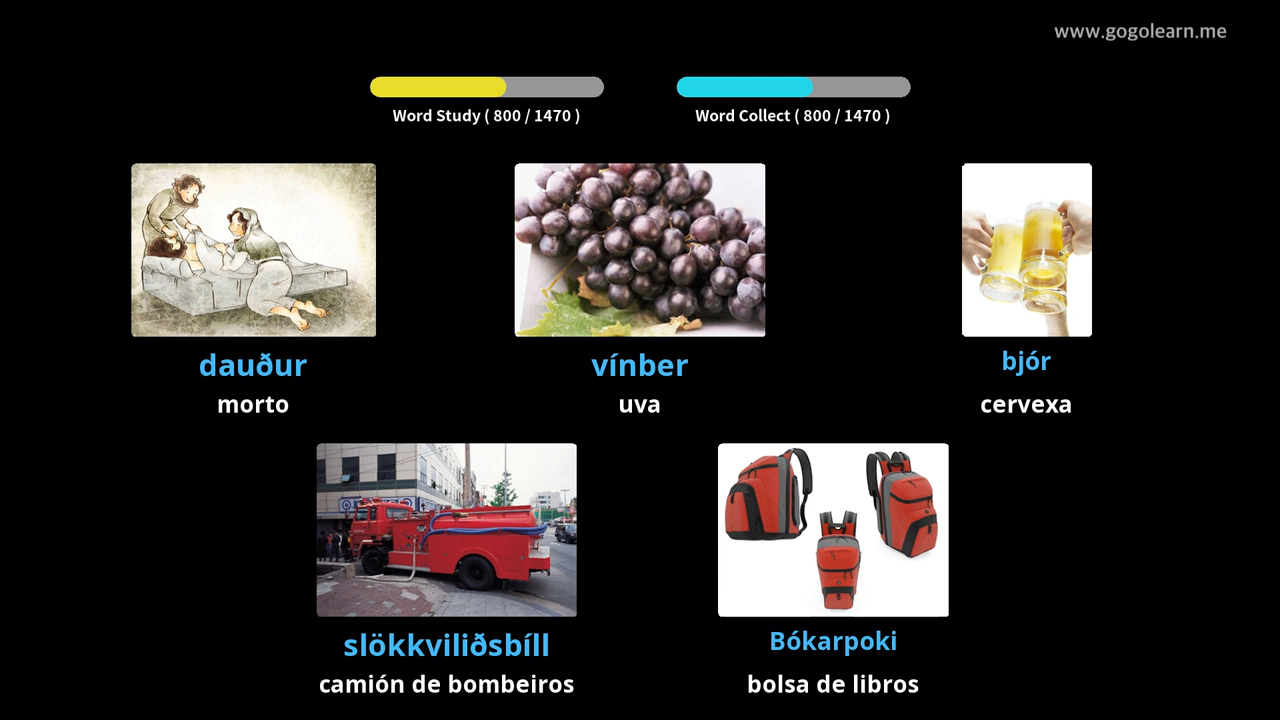 www.gogolearn.me
Word Study ( 800 / 1470 )
Word Collect ( 800 / 1470 )
dauður
vínber
bjór
morto
uva
cervexa
slökkviliðsbíll
Bókarpoki
camión de bombeiros
bolsa de libros